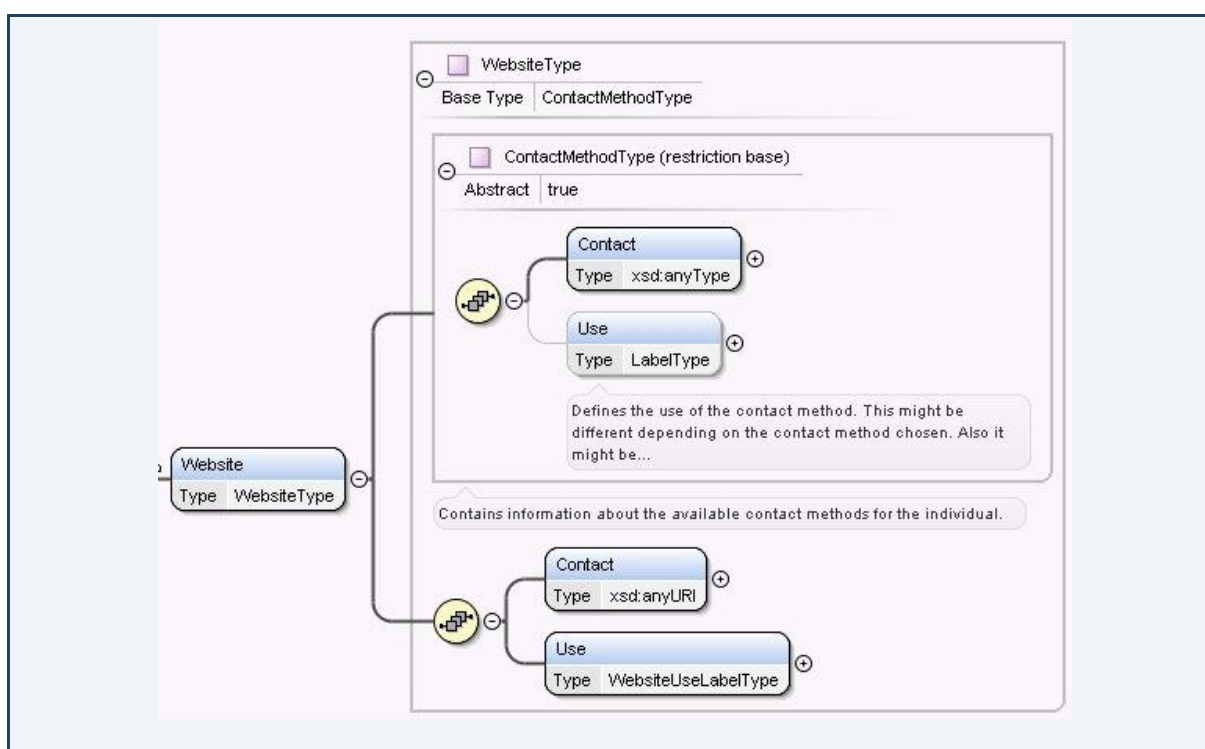 WebsiteType
Base Type ContactMethodType
ContactMethodType (restriction base)
Abstract true
Contact
Type xsd:anyType
Use
Type LabelType
Defines the use of the contact method. This might be
different depending on the contact method chosen. Also it
might be...
Website
Type WebsiteType
Contains information about the available contact methods for the individual.
Contact
Type xsd:anyURI
Use
Type WebsiteUseLabelType